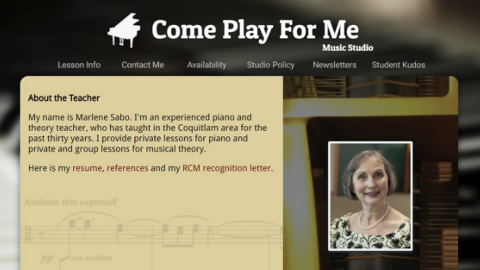 Come Play For Me
Music Studio
Lesson Info Contact Me Availability Studio Policy Newsletters Student Kudos
About the Teacher
My name is Marlene Sabo. I'm an experienced piano and
theory teacher, who has taught in the Coquitlam area for the
past thirty years. I provide private lessons for piano and
private and group lessons for musical theory.
Here is my resume, references and my RCM recognition letter.
Andante très expressif
pp con sordina